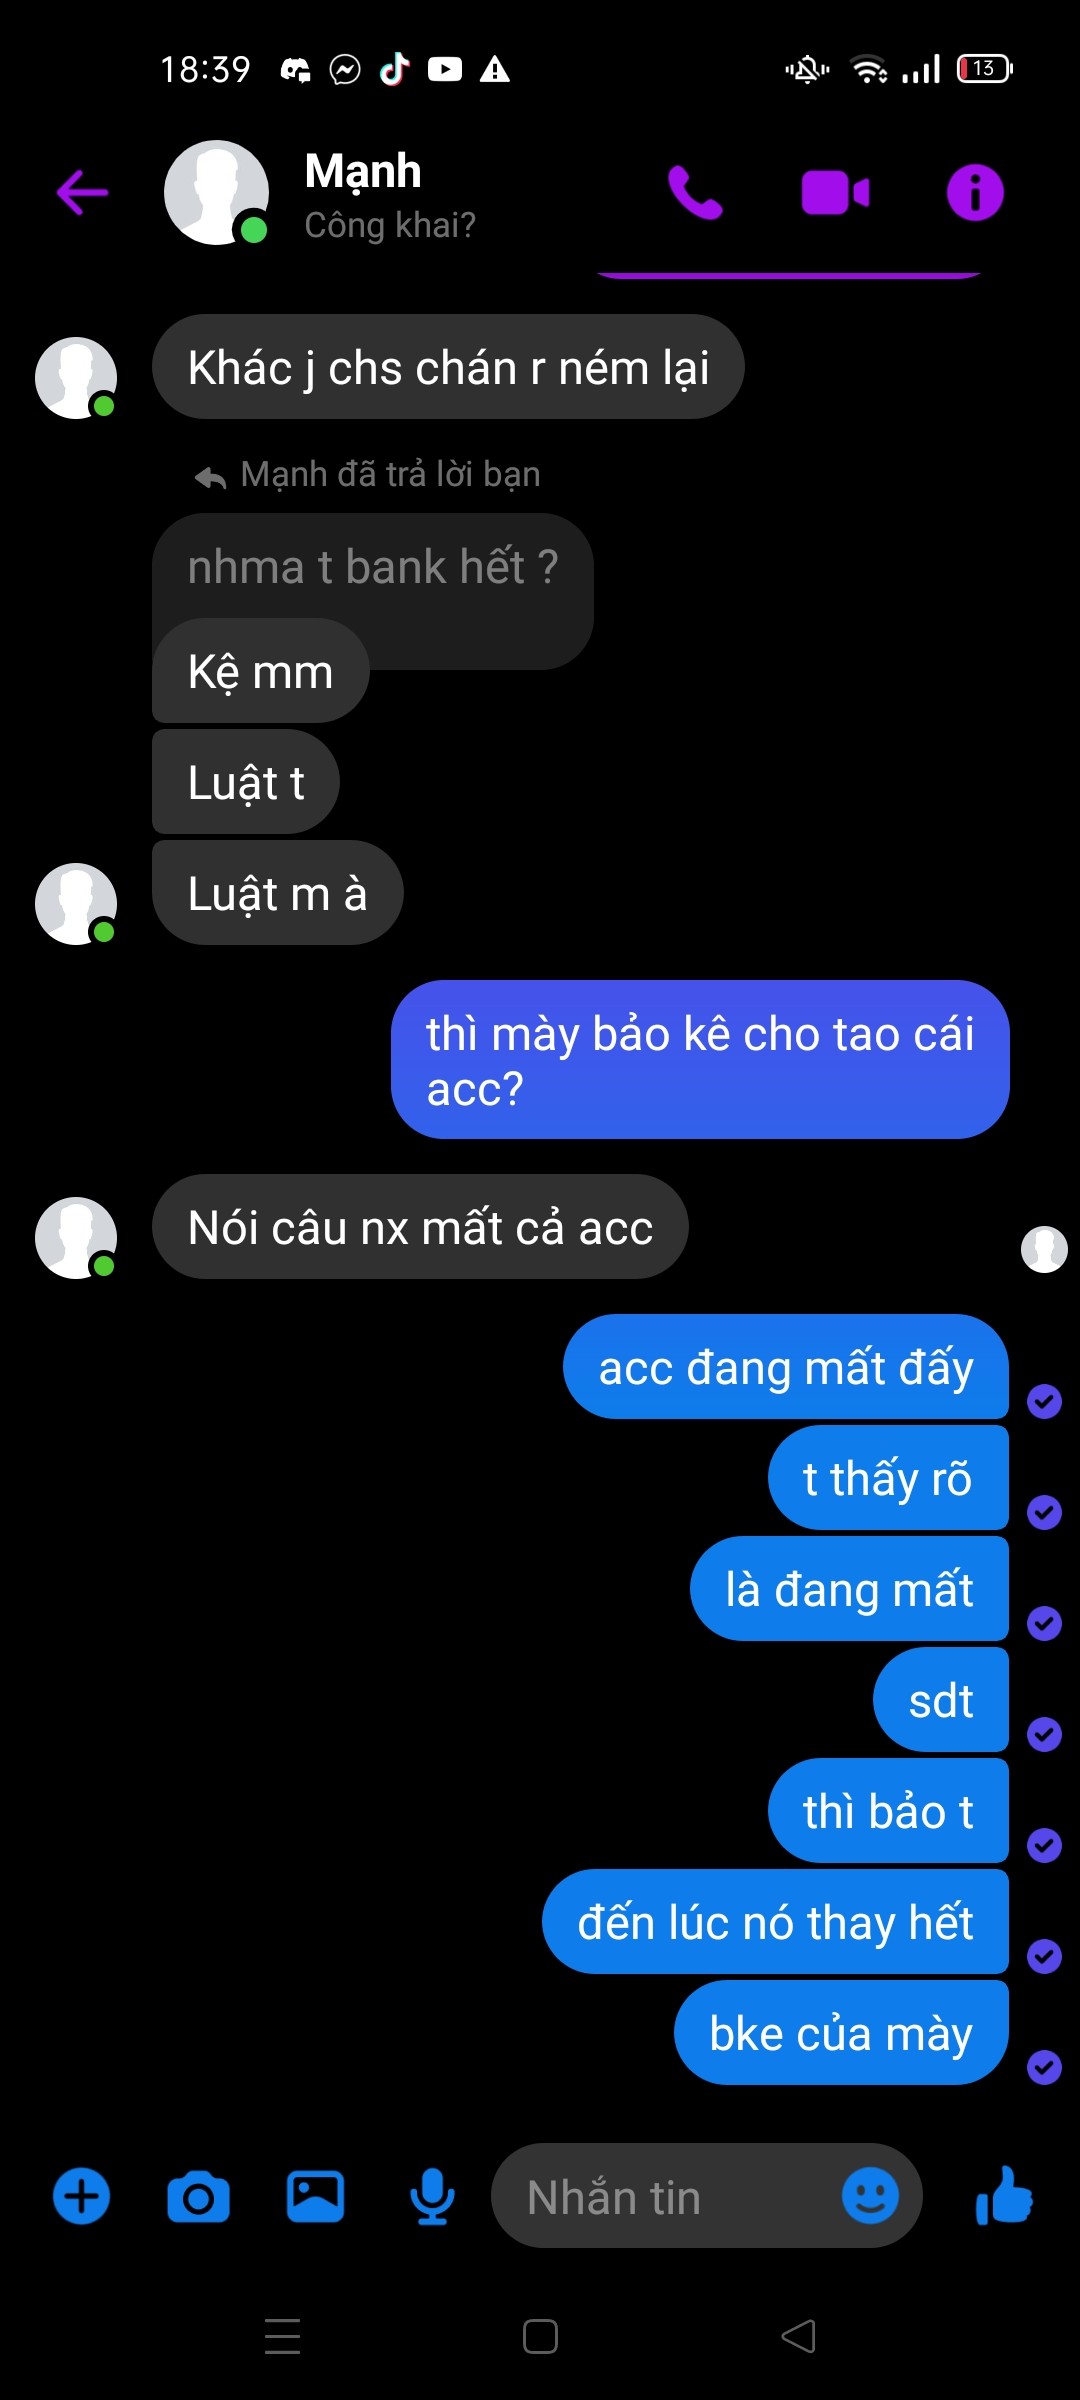 18:39
13
Mạnh
Công khai?
Khác j chs chán r ném lại
Mạnh đã trả lời bạn
nhma t bank hết ?
Kệ mm
Luật t
Luật m à
thì mày bảo kê cho tao cái
acc?
Nói câu nx mất cả acc
acc đang mất đấy
t thấy rõ
là đang mất
sdt
thì bảo t
đến lúc nó thay hết
bke của mày
Nhắn tin